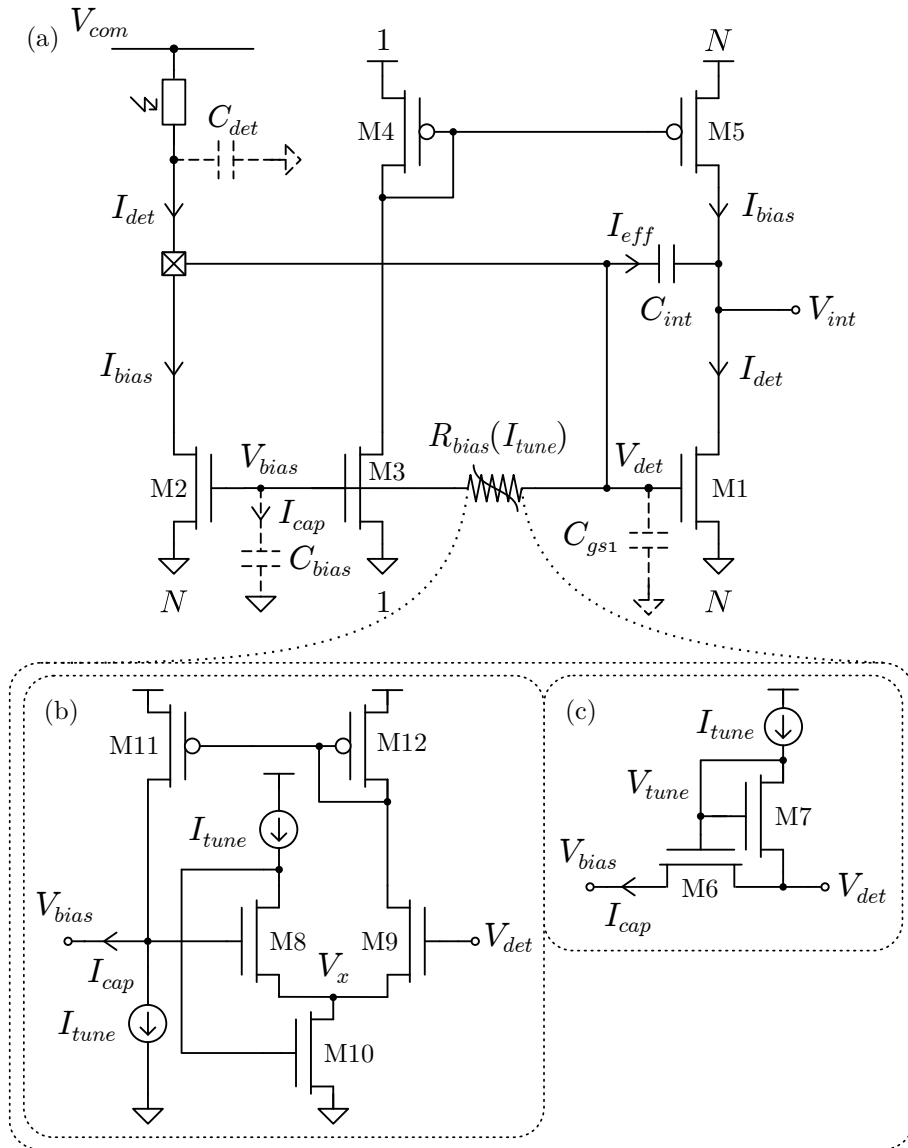 (a)
V_com
1
N
C_det
M4
M5
I_det
I_eff
I_bias
C_int
V_int
I_bias
I_det
R_bias(I_tune)
V_bias
V_det
M2
M3
M1
I_cap
C_gs1
C_bias
N
1
N
(b)
(c)
M11
M12
I_tune
I_tune
V_tune
M7
V_bias
V_bias
M6
V_det
I_cap
M8
M9
V_det
I_cap
V_x
I_tune
M10